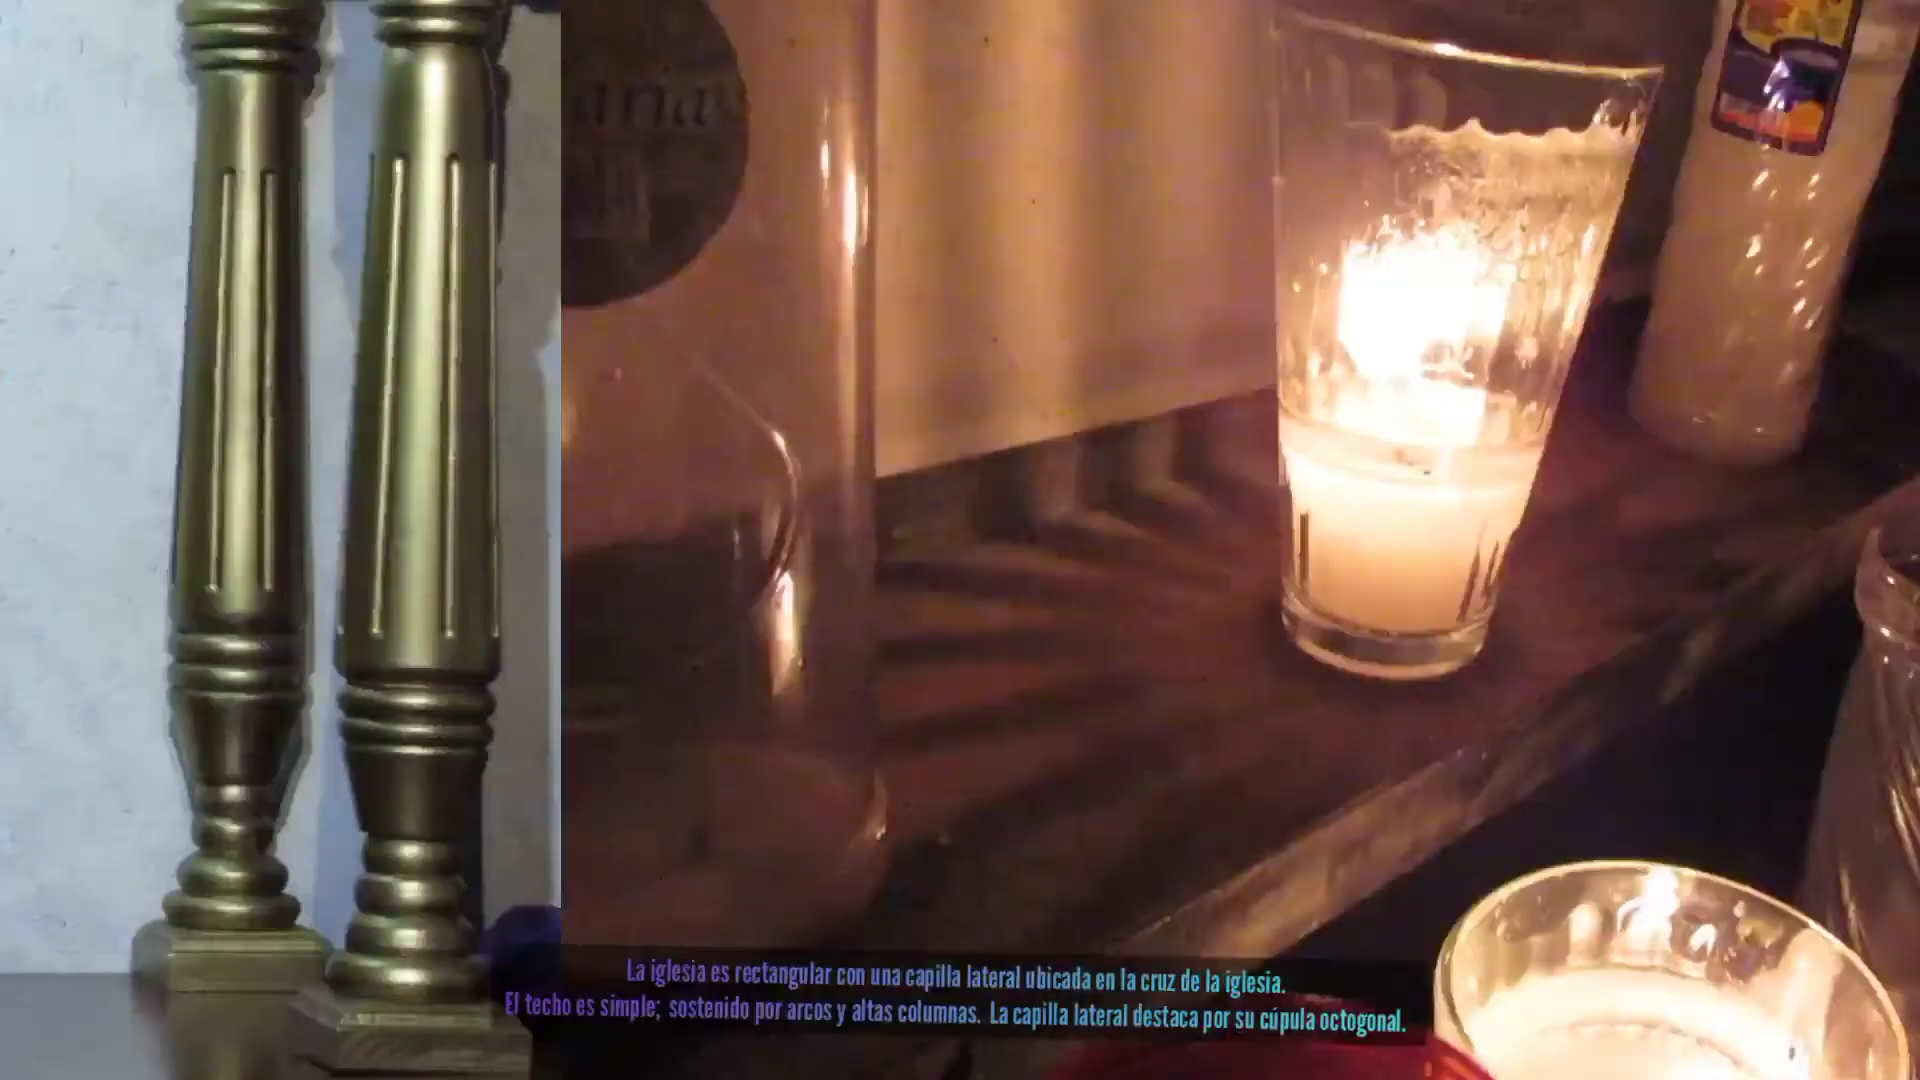 La iglesia es rectangular con una capilla lateral ubicada en la cruz de la iglesia.
El techo es simple; sostenido por arcos y altas columnas. La capilla lateral destaca por su cúpula octogonal.